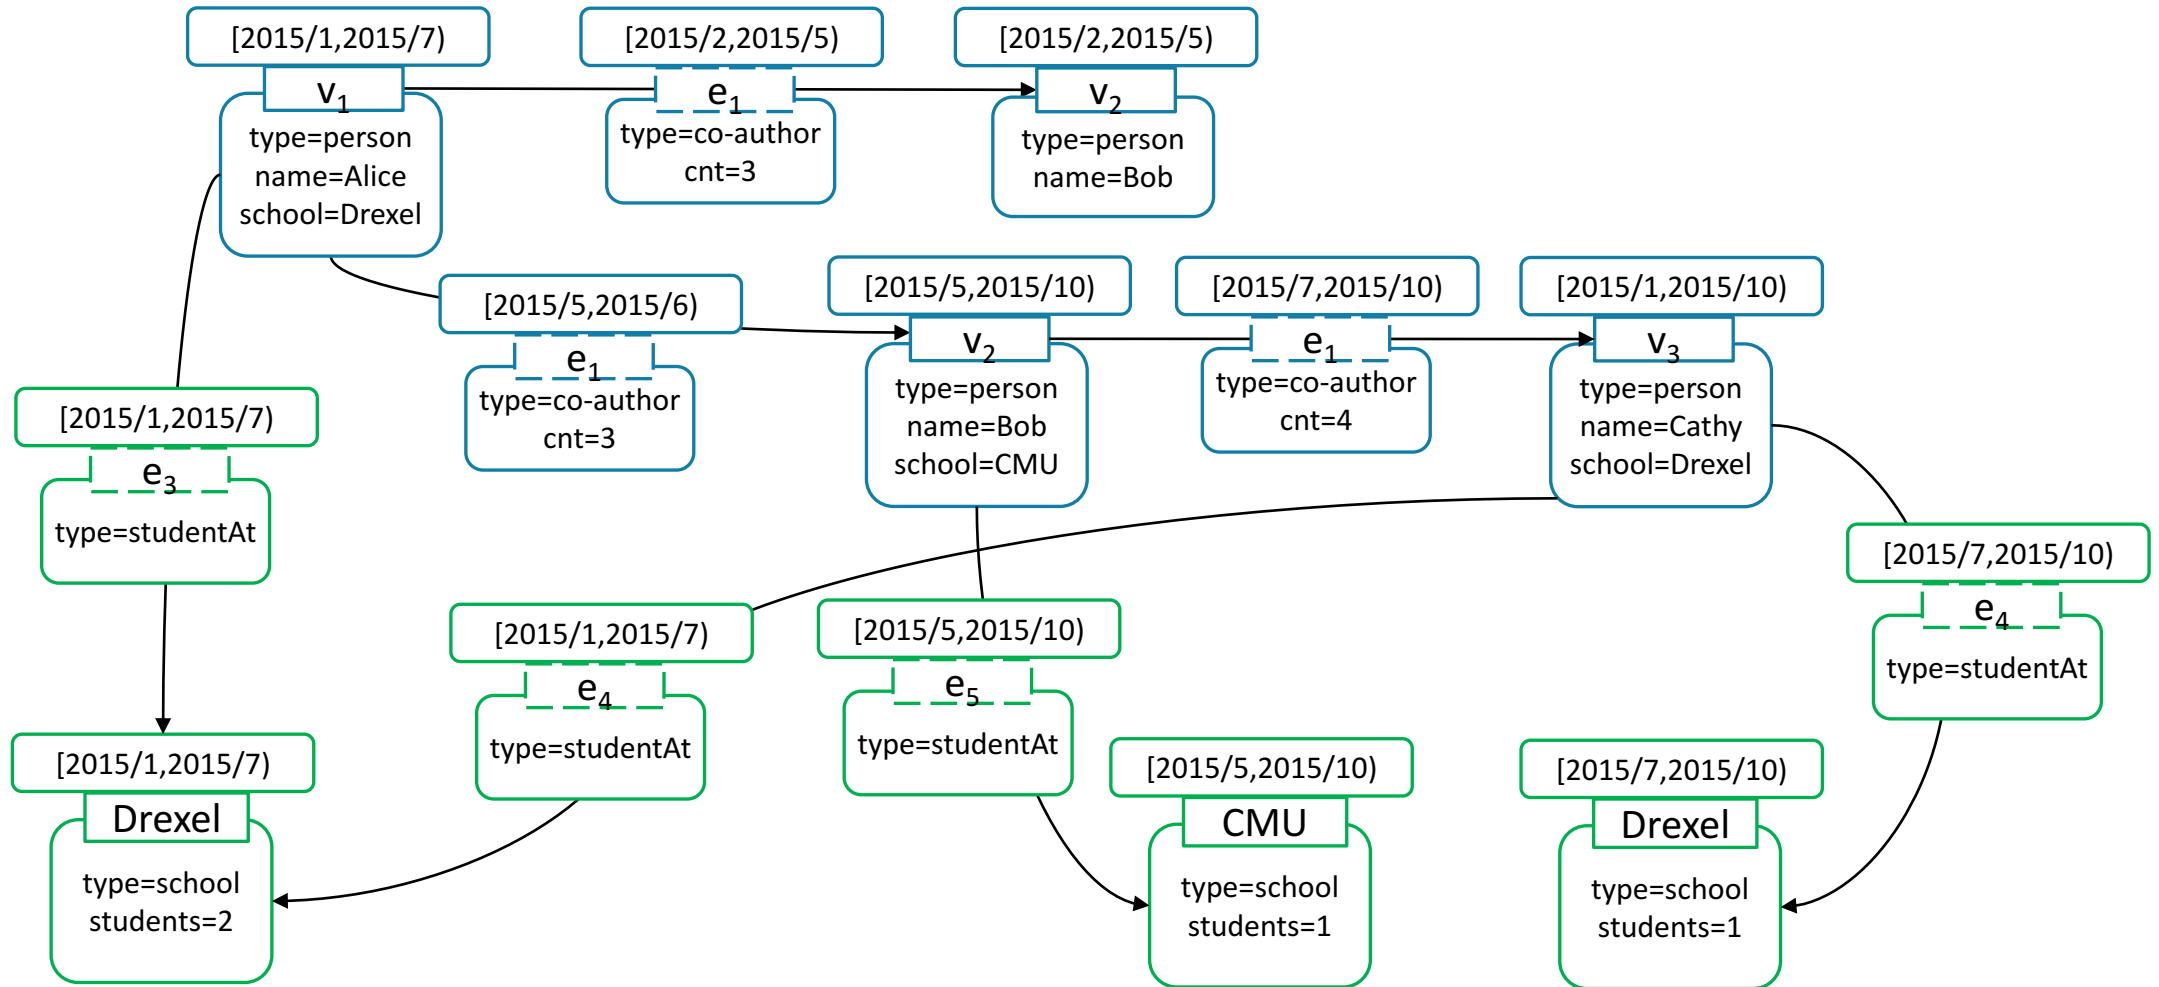 [2015/1,2015/7)
v1
type=person
name=Alice
school=Drexel
[2015/2,2015/5)
e1
type=co-author
cnt=3
[2015/2,2015/5)
v2
type=person
name=Bob
[2015/5,2015/6)
e1
type=co-author
cnt=3
[2015/5,2015/10)
v2
type=person
name=Bob
school=CMU
[2015/7,2015/10)
e1
type=co-author
cnt=4
[2015/1,2015/10)
v3
type=person
name=Cathy
school=Drexel
[2015/1,2015/7)
e3
type=studentAt
[2015/1,2015/7)
e4
type=studentAt
[2015/5,2015/10)
e5
type=studentAt
[2015/7,2015/10)
e4
type=studentAt
[2015/1,2015/7)
Drexel
type=school
students=2
[2015/5,2015/10)
CMU
type=school
students=1
[2015/7,2015/10)
Drexel
type=school
students=1